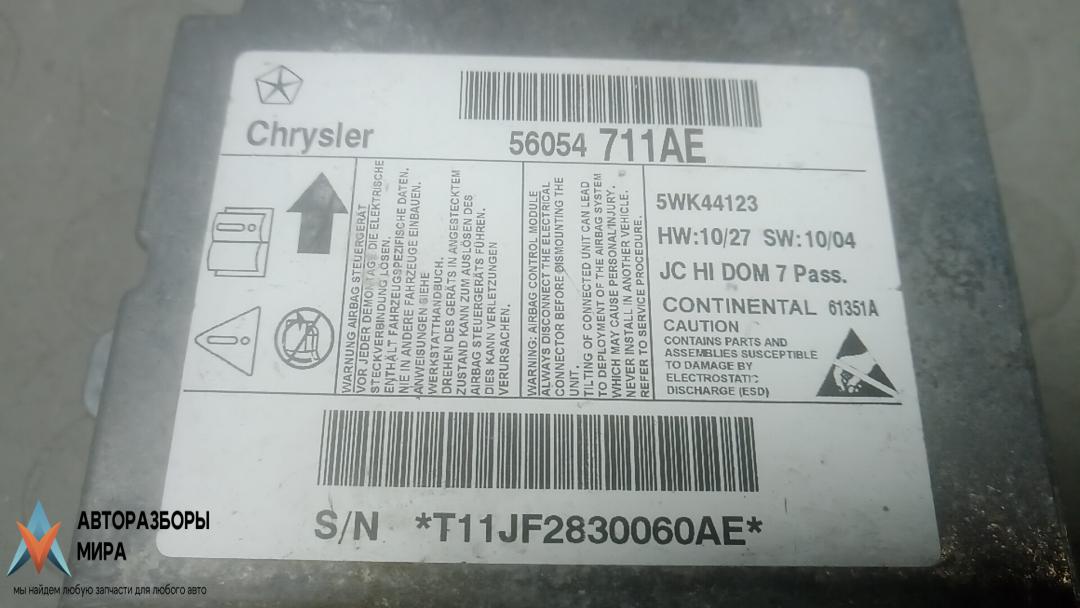 Chrysler
56054 711AE
WARNUNG AIRBAG STEUERGERÄT
VOR JEDER DEMONTAGE DIE ELEKTRISCHE
STECKVERBINDUNG LÖSEN.
ENTHÄLT FAHRZEUGSPEZIFISCHE DATEN.
NIE IN ANDERE FAHRZEUGE EINBAUEN.
ANWEISUNGEN SIEHE
WERKSTATTHANDBUCH.
DREHEN DES GERÄTS IN ANGESTECKTEM
ZUSTAND KANN ZUM AUSLÖSEN DES
AIRBAG STEUERGERÄTS FÜHREN.
DIES KANN VERLETZUNGEN
VERURSACHEN.
WARNING: AIRBAG CONTROL MODULE
ALWAYS DISCONNECT THE ELECTRICAL
CONNECTOR BEFORE DISMOUNTING THE
UNIT.
TILTING OF CONNECTED UNIT CAN LEAD
TO DEPLOYMENT OF THE AIRBAG SYSTEM
WHICH MAY CAUSE PERSONAL INJURY.
NEVER INSTALL IN ANOTHER VEHICLE.
REFER TO SERVICE PROCEDURE.
5WK44123
HW:10/27 SW:10/04
JC HI DOM 7 Pass.
CONTINENTAL 61351A
CAUTION
CONTAINS PARTS AND
ASSEMBLIES SUSCEPTIBLE
TO DAMAGE BY
ELECTROSTATIC
DISCHARGE (ESD)
S/N *T11JF2830060AE*
АВТОРАЗБОРЫ
МИРА
мы найдем любую запчасти для любого авто